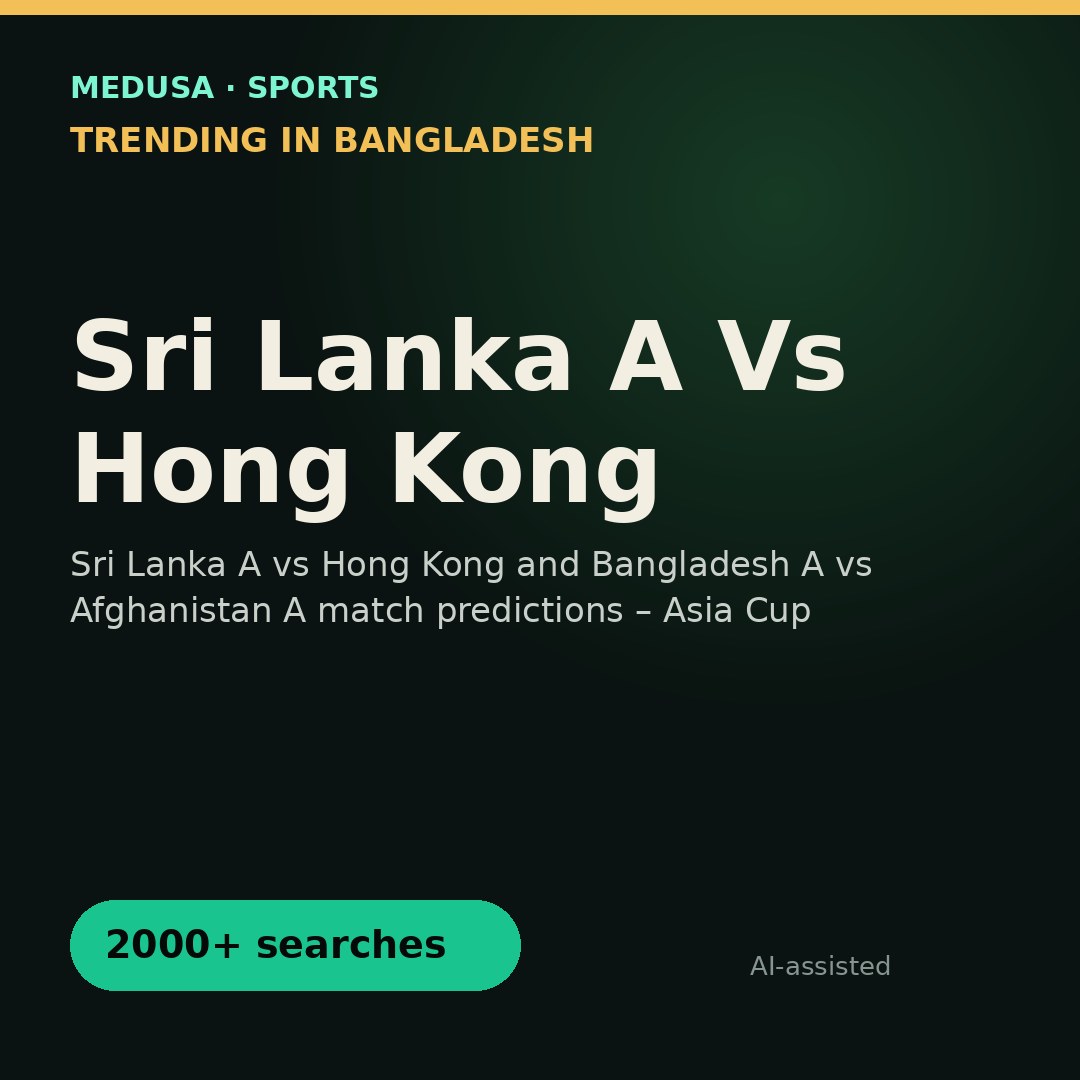 MEDUSA · SPORTS
TRENDING IN BANGLADESH
Sri Lanka A Vs
Hong Kong
Sri Lanka A vs Hong Kong and Bangladesh A vs
Afghanistan A match predictions – Asia Cup
2000+ searches
AI-assisted